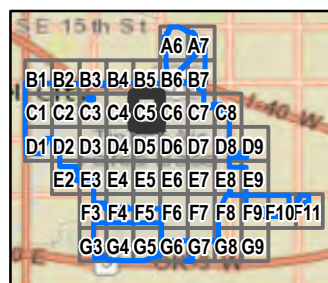 SE 15th St
A6 A7
B1 B2 B3 B4 B5 B6 B7
C1 C2 C3 C4 C5 C6 C7 C8
I-40 W
D1 D2 D3 D4 D5 D6 D7 D8 D9
E2 E3 E4 E5 E6 E7 E8 E9
F3 F4 F5 F6 F7 F8 F9 F10 F11
G3 G4 G5 G6 G7 G8 G9